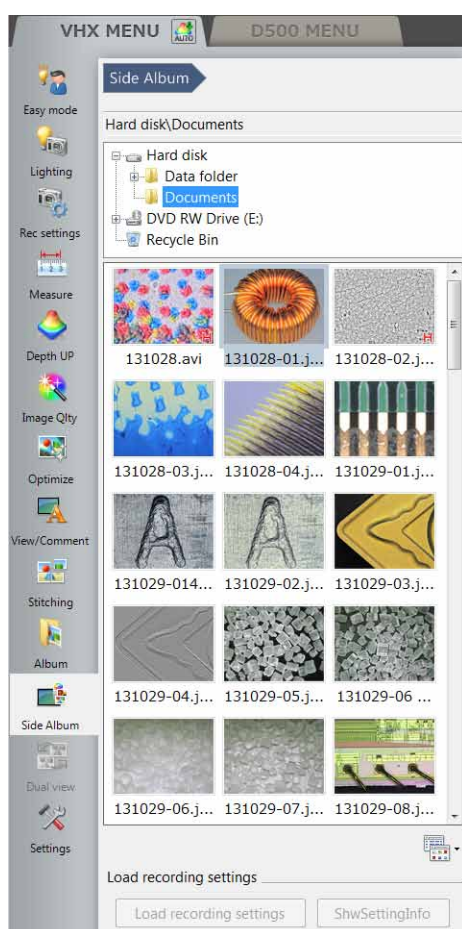 VHX MENU AUTO D500 MENU
Easy mode
Lighting
Rec settings
Measure
Depth UP
Image Qlty
Optimize
View/Comment
Stitching
Album
Side Album
Dual view
Settings
Side Album
Hard disk\Documents
Hard disk
Data folder
Documents
DVD RW Drive (E:)
Recycle Bin
131028.avi 131028-01.j... 131028-02.j...
131028-03.j... 131028-04.j... 131029-01.j...
131029-014... 131029-02.j... 131029-03.j...
131029-04.j... 131029-05.j... 131029-06 ...
131029-06.j... 131029-07.j... 131029-08.j...
Load recording settings
Load recording settings ShwSettingInfo